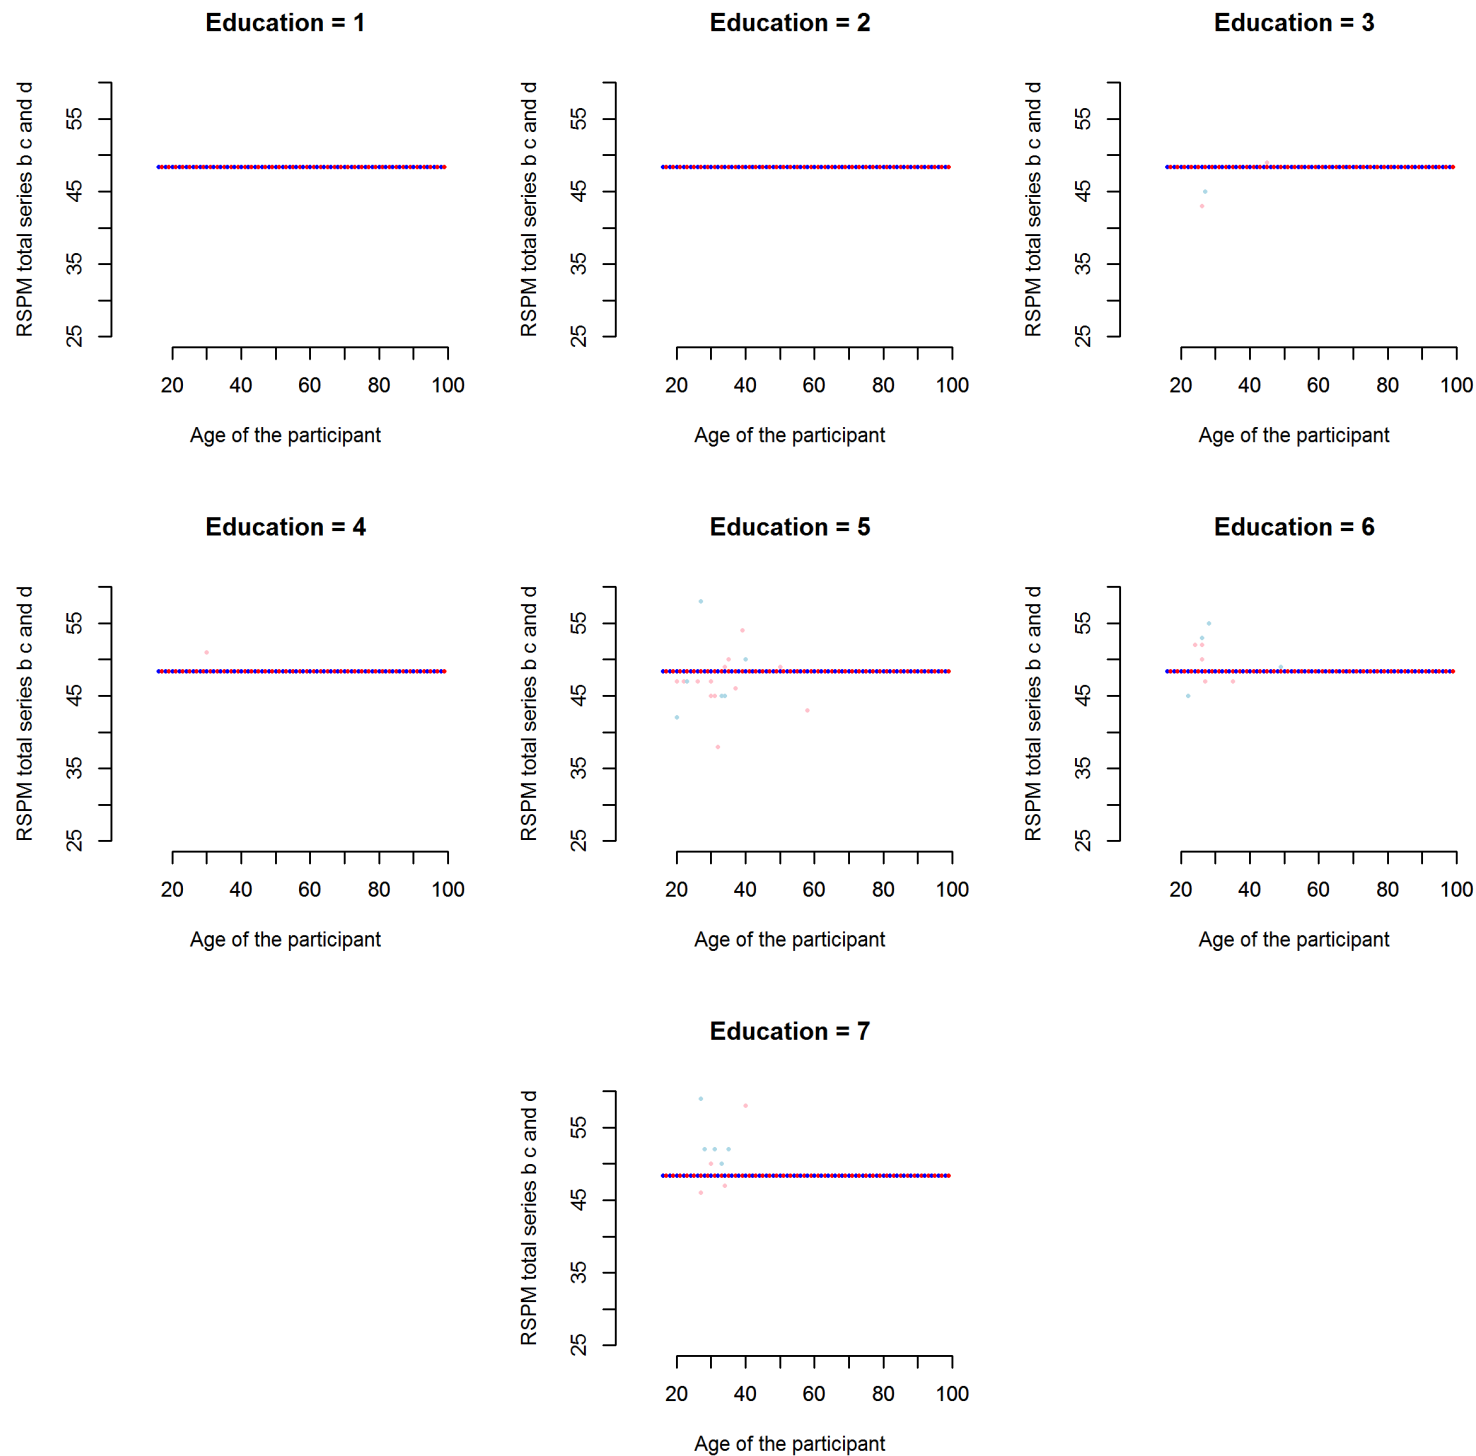 Education = 1
RSPM total series b c and d
25 35 45 55
20 40 60 80 100
Age of the participant
Education = 2
RSPM total series b c and d
25 35 45 55
20 40 60 80 100
Age of the participant
Education = 3
RSPM total series b c and d
25 35 45 55
20 40 60 80 100
Age of the participant
Education = 4
RSPM total series b c and d
25 35 45 55
20 40 60 80 100
Age of the participant
Education = 5
RSPM total series b c and d
25 35 45 55
20 40 60 80 100
Age of the participant
Education = 6
RSPM total series b c and d
25 35 45 55
20 40 60 80 100
Age of the participant
Education = 7
RSPM total series b c and d
25 35 45 55
20 40 60 80 100
Age of the participant